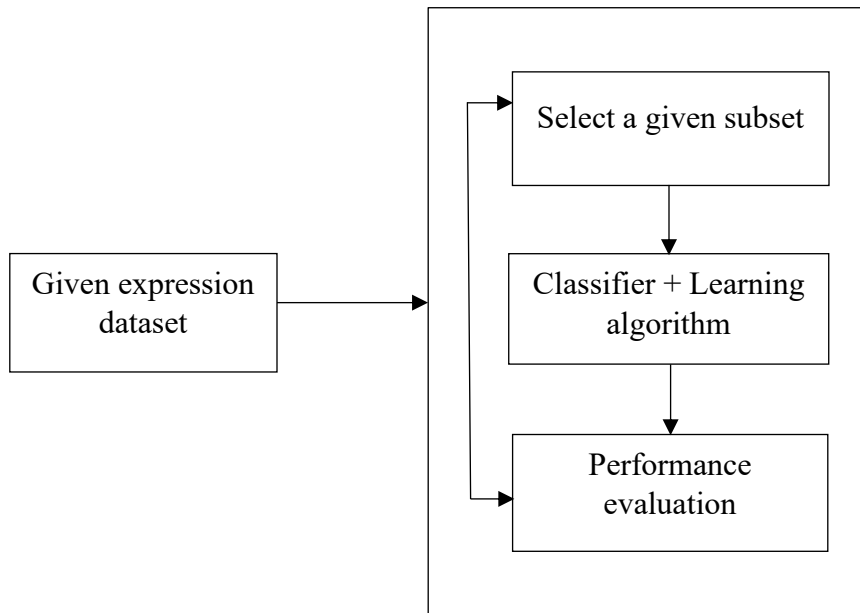 Select a given subset
Given expression
dataset
Classifier + Learning
algorithm
Performance
evaluation